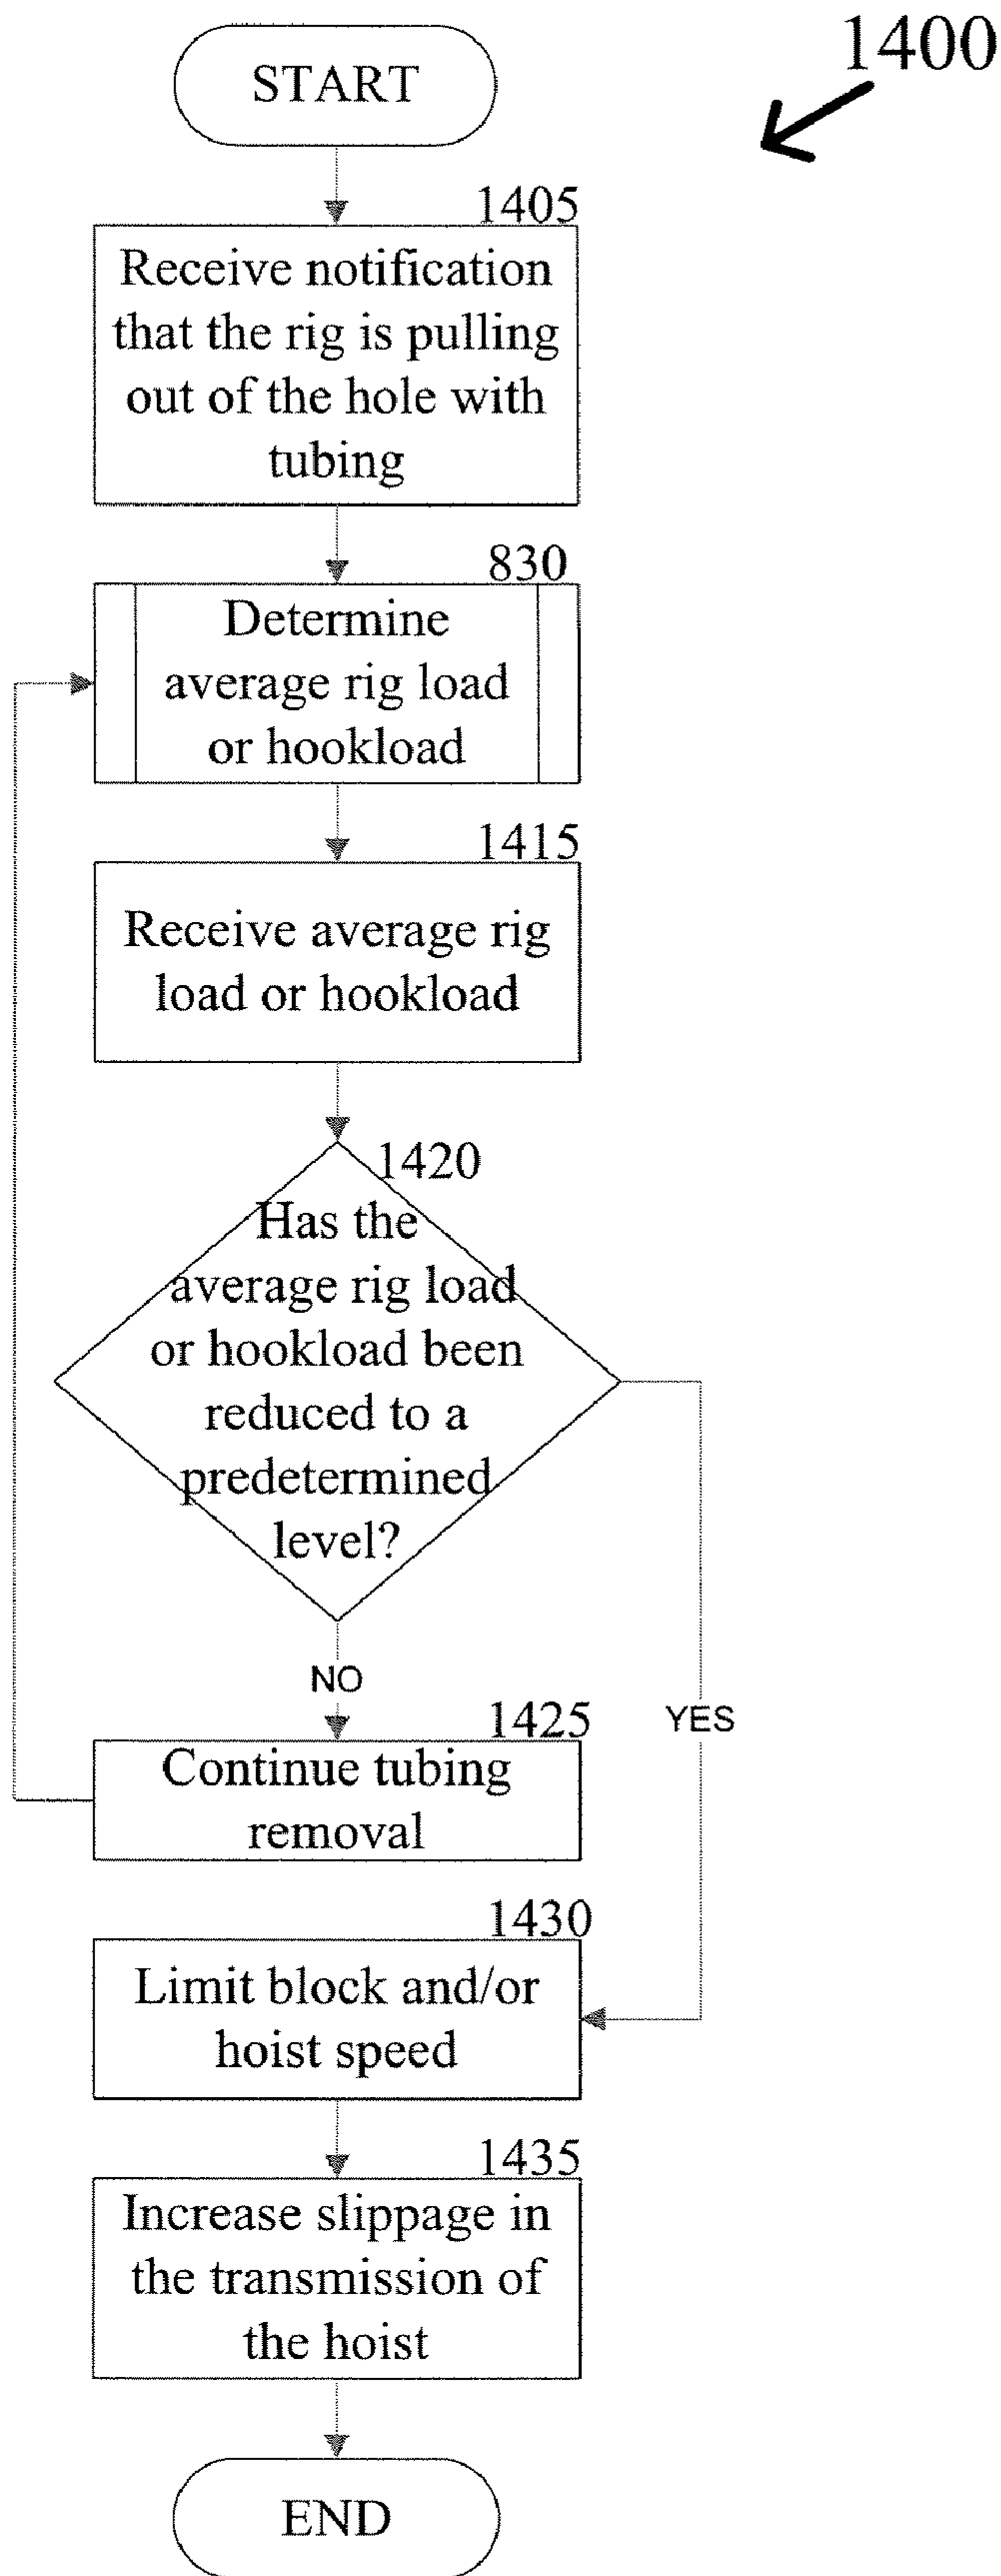 1400
START
1405
Receive notification
that the rig is pulling
out of the hole with
tubing
830
Determine
average rig load
or hookload
1415
Receive average rig
load or hookload
1420
Has the
average rig load
or hookload been
reduced to a
predetermined
level?
NO
YES
1425
Continue tubing
removal
1430
Limit block and/or
hoist speed
1435
Increase slippage in
the transmission of
the hoist
END